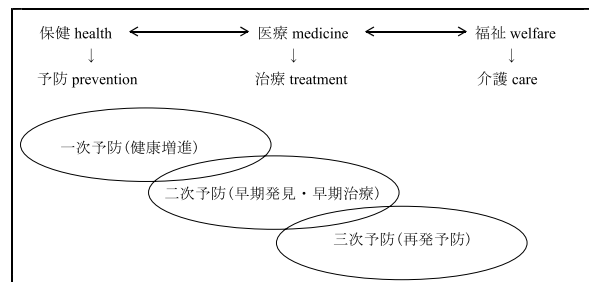 保健 health 医療 medicine 福祉 welfare
↓ ↓ ↓
予防 prevention 治療 treatment 介護 care
一次予防(健康増進)
二次予防(早期発見・早期治療)
三次予防(再発予防)